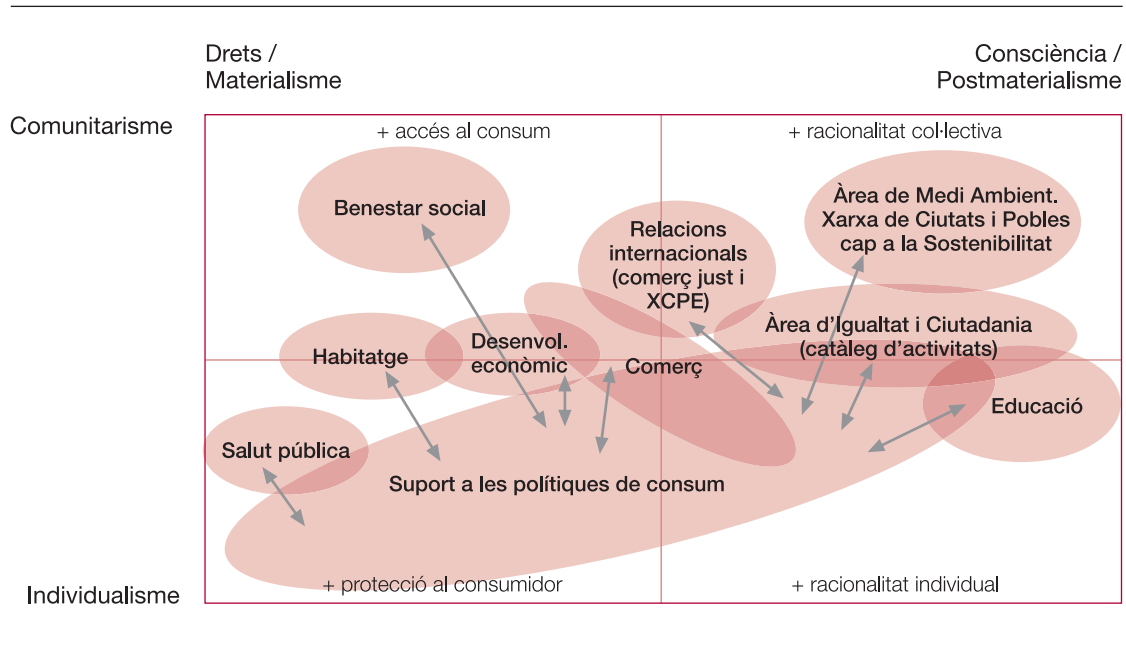 Drets /
Materialisme
Consciència /
Postmaterialisme
Comunitarisme
+ accés al consum
+ racionalitat col·lectiva
Benestar social
Àrea de Medi Ambient.
Xarxa de Ciutats i Pobles
cap a la Sostenibilitat
Relacions
internacionals
(comerç just i
XCPE)
Àrea d'Igualtat i Ciutadania
(catàleg d'activitats)
Habitatge
Desenvol.
econòmic
Comerç
Educació
Salut pública
Suport a les polítiques de consum
+ protecció al consumidor
+ racionalitat individual
Individualisme